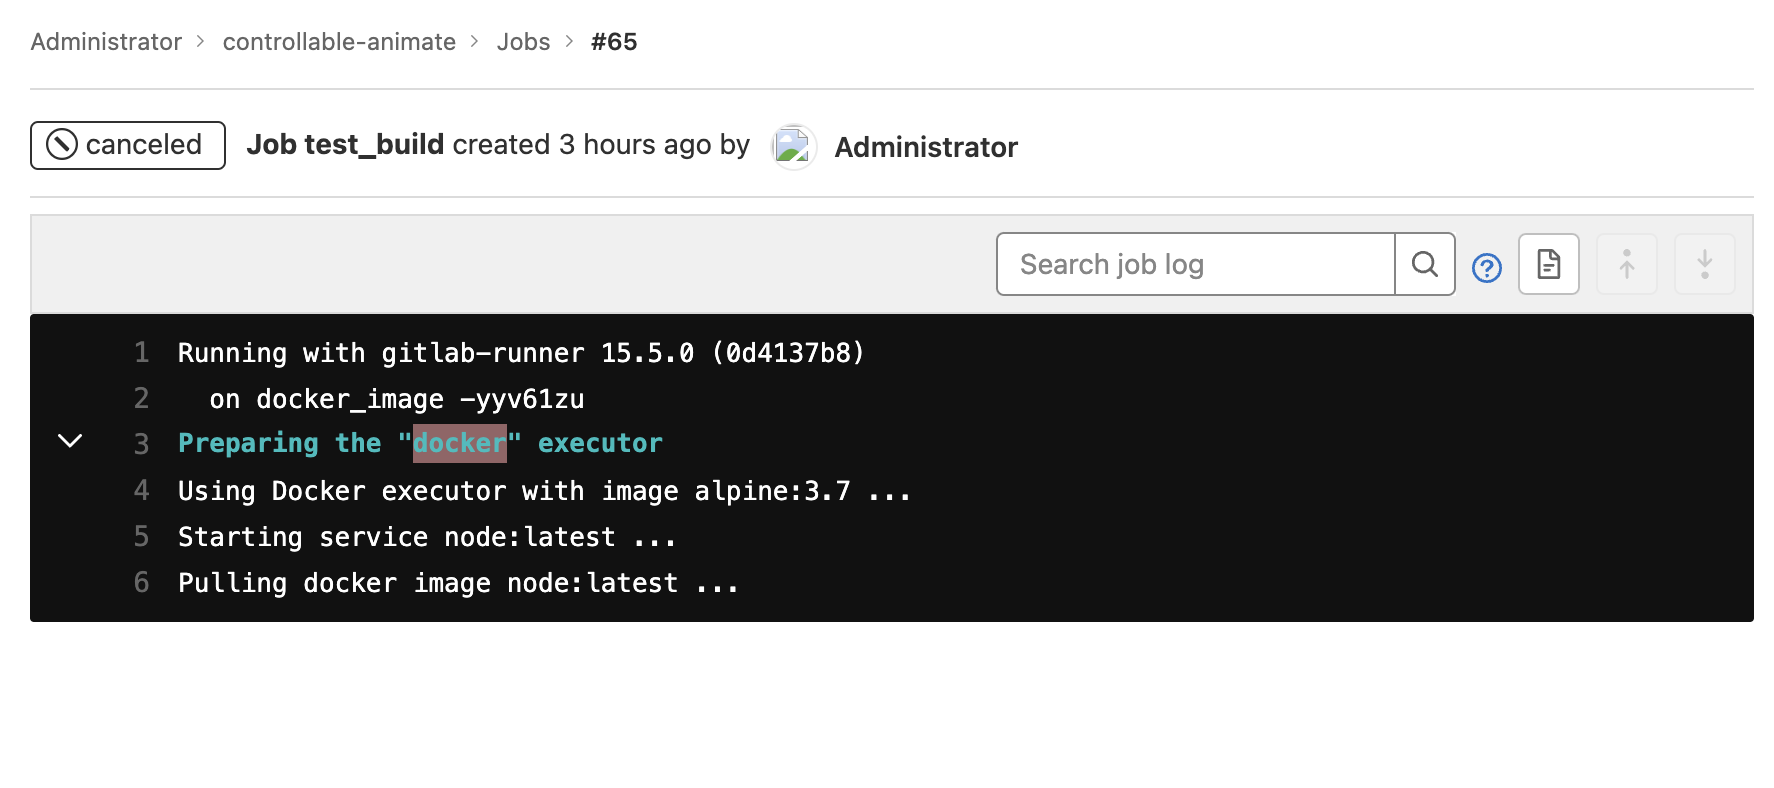 Administrator > controllable-animate > Jobs > #65
canceled Job test_build created 3 hours ago by Administrator
Search job log
1 Running with gitlab-runner 15.5.0 (0d4137b8)
2 on docker_image -yyv61zu
3 Preparing the "docker" executor
4 Using Docker executor with image alpine:3.7 ...
5 Starting service node:latest ...
6 Pulling docker image node:latest ...